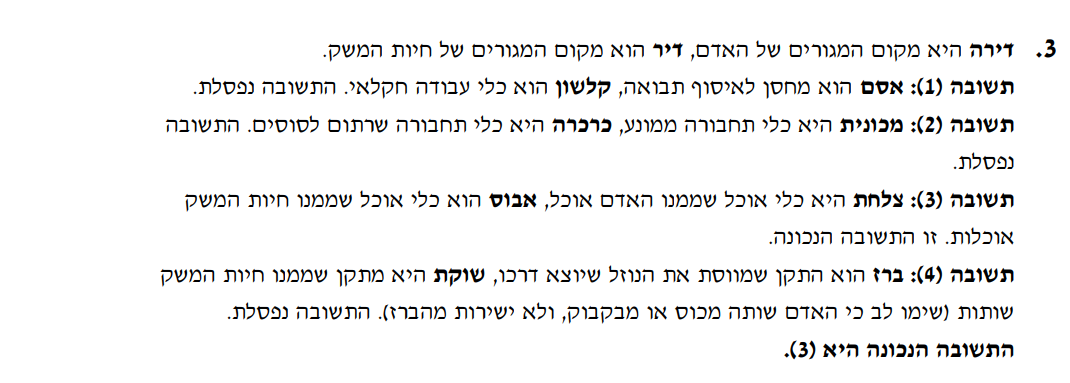 3. דירה היא מקום המגורים של האדם, דיר הוא מקום המגורים של חיות המשק.
תשובה (1): אסם הוא מחסן לאיסוף תבואה, קלשון הוא כלי עבודה חקלאי. התשובה נפסלת.
תשובה (2): מכונית היא כלי תחבורה ממונע, כרכרה היא כלי תחבורה שרתום לסוסים. התשובה
נפסלת.
תשובה (3): צלחת היא כלי אוכל שממנו האדם אוכל, אבוס הוא כלי אוכל שממנו חיות המשק
אוכלות. זו התשובה הנכונה.
תשובה (4): ברז הוא התקן שמווסת את הנוזל שיוצא דרכו, שוקת היא מתקן שממנו חיות המשק
שותות (שימו לב כי האדם שותה מכוס או מבקבוק, ולא ישירות מהברז). התשובה נפסלת.
התשובה הנכונה היא (3).